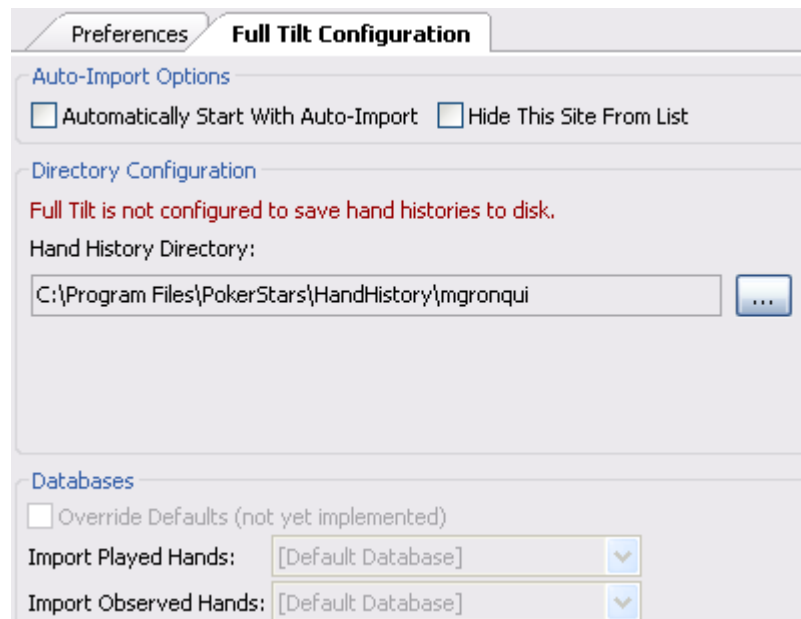 Preferences Full Tilt Configuration
Auto-Import Options
Automatically Start With Auto-Import Hide This Site From List
Directory Configuration
Full Tilt is not configured to save hand histories to disk.
Hand History Directory:
C:\Program Files\PokerStars\HandHistory\mgronqui ...
Databases
Override Defaults (not yet implemented)
Import Played Hands: [Default Database]
Import Observed Hands: [Default Database]